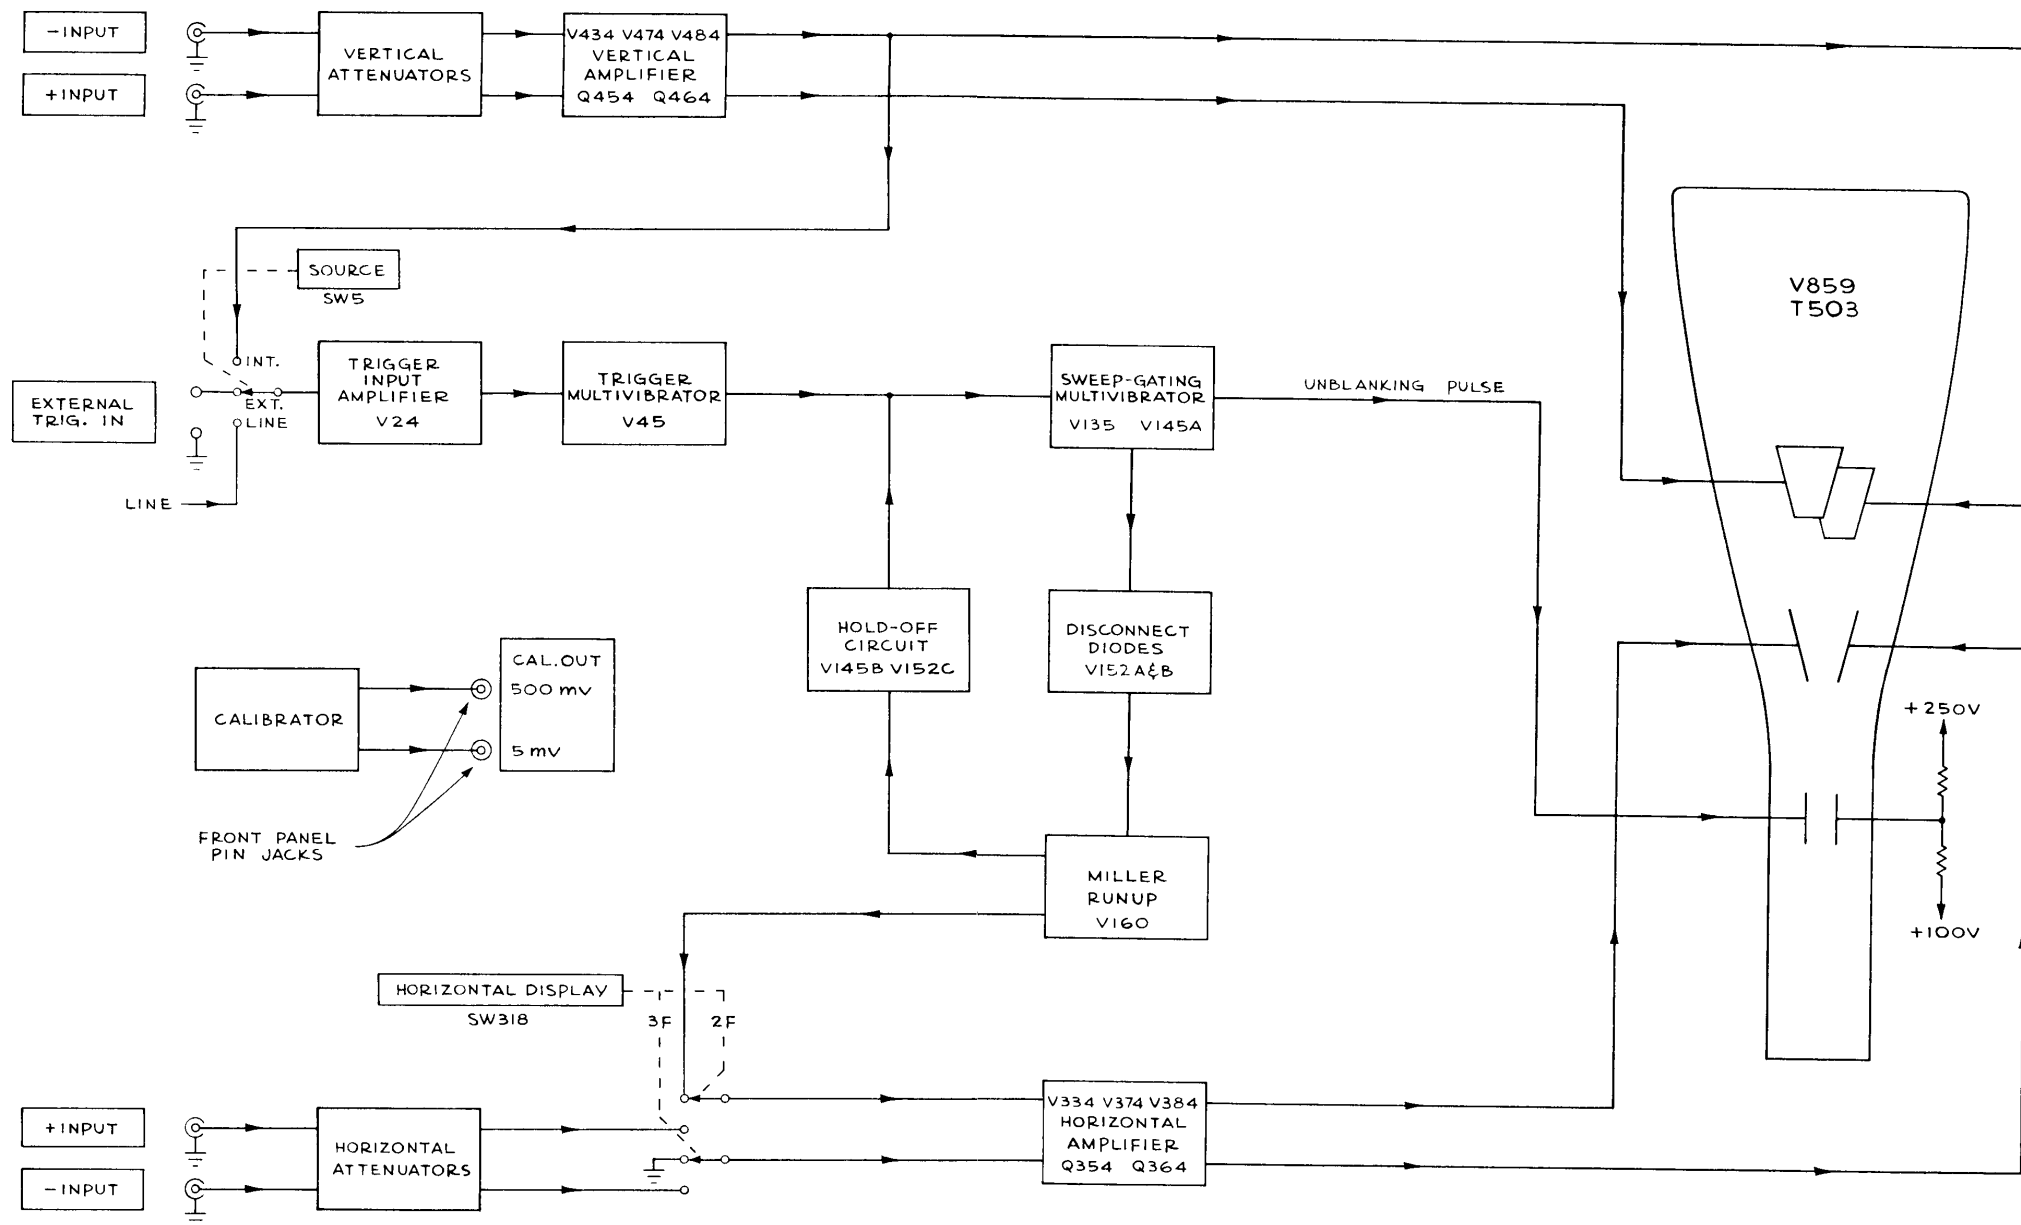 −INPUT
+INPUT
VERTICAL
ATTENUATORS
V434 V474 V484
VERTICAL
AMPLIFIER
Q454 Q464
SOURCE
SW5
INT.
EXT.
LINE
EXTERNAL
TRIG. IN
LINE
TRIGGER
INPUT
AMPLIFIER
V24
TRIGGER
MULTIVIBRATOR
V45
SWEEP-GATING
MULTIVIBRATOR
V135 V145A
UNBLANKING PULSE
V859
T503
HOLD-OFF
CIRCUIT
V145B V152C
DISCONNECT
DIODES
V152A&B
CALIBRATOR
CAL.OUT
500 mv
5 mv
FRONT PANEL
PIN JACKS
+250V
+100V
MILLER
RUNUP
V160
HORIZONTAL DISPLAY
SW318
3F
2F
+INPUT
−INPUT
HORIZONTAL
ATTENUATORS
V334 V374 V384
HORIZONTAL
AMPLIFIER
Q354 Q364